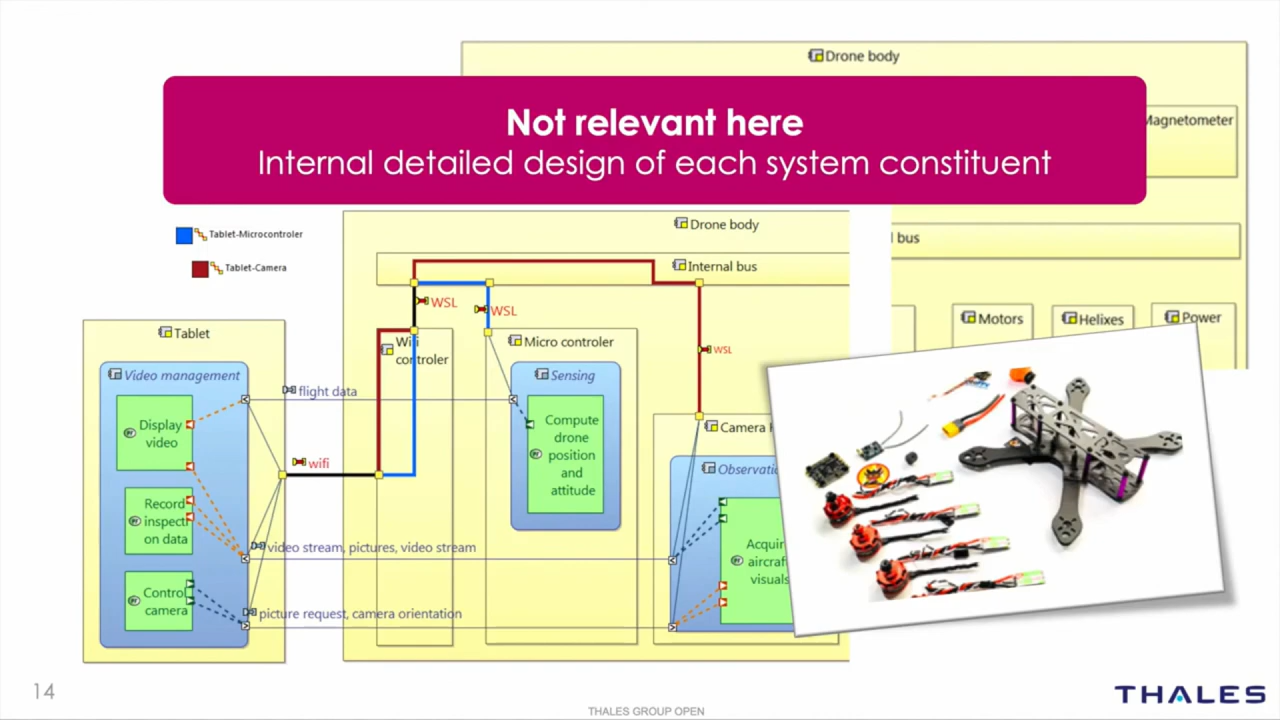 Drone body
Not relevant here
Internal detailed design of each system constituent
Magnetometer
Tablet-Microcontroler
Tablet-Camera
Drone body
Internal bus
bus
WSL
WSL
WSL
Motors
Helixes
Power
Tablet
Wifi
controler
Micro controler
Video management
flight data
Sensing
Display
video
Compute
drone
position
and
attitude
Camera
wifi
Record
inspecti
on data
video stream, pictures, video stream
Control
camera
picture request, camera orientation
Observatio
Acquir
aircraf
visuals
14
THALES GROUP OPEN
THALES